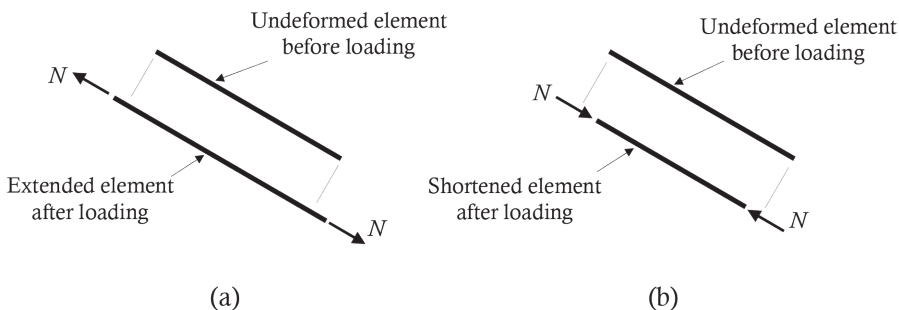 Undeformed element
before loading
N
Extended element
after loading
N
(a)
Undeformed element
before loading
N
Shortened element
after loading
N
(b)